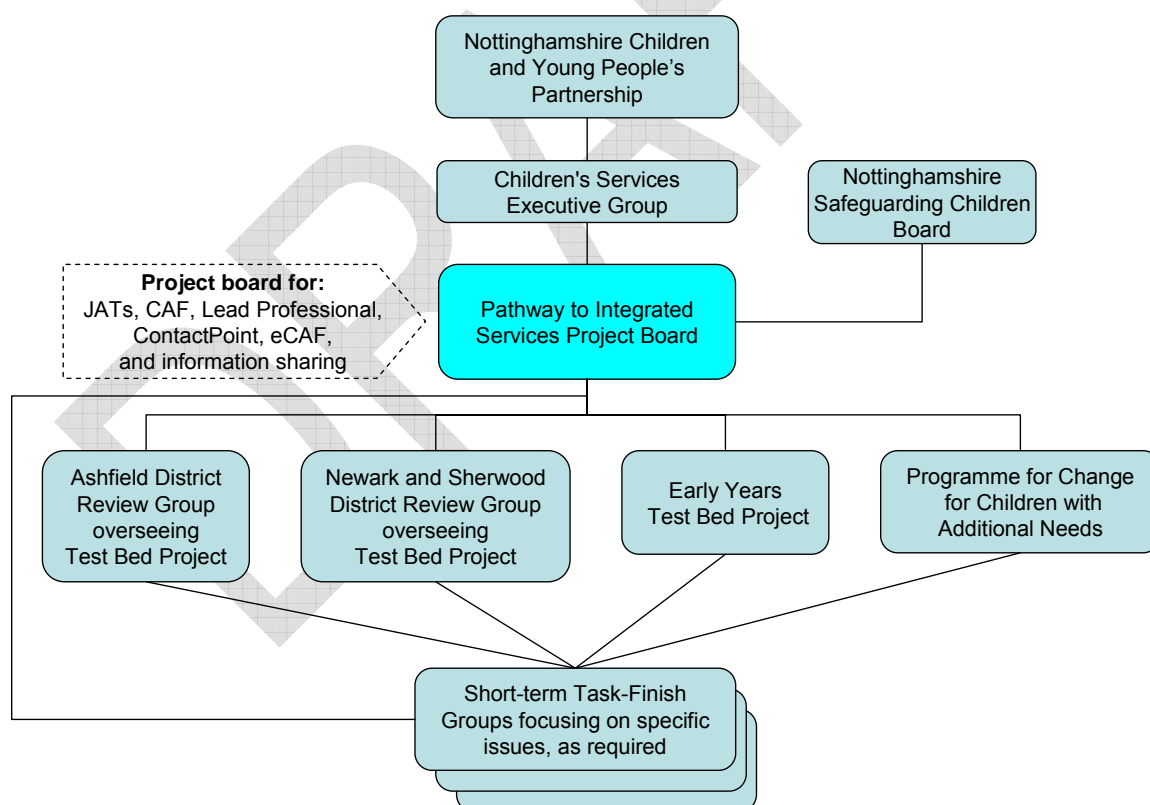 Nottinghamshire Children
and Young People's
Partnership
Children's Services
Executive Group
Nottinghamshire
Safeguarding Children
Board
Project board for:
JATs, CAF, Lead Professional,
ContactPoint, eCAF,
and information sharing
Pathway to Integrated
Services Project Board
Ashfield District
Review Group
overseeing
Test Bed Project
Newark and Sherwood
District Review Group
overseeing
Test Bed Project
Early Years
Test Bed Project
Programme for Change
for Children with
Additional Needs
Short-term Task-Finish
Groups focusing on specific
issues, as required